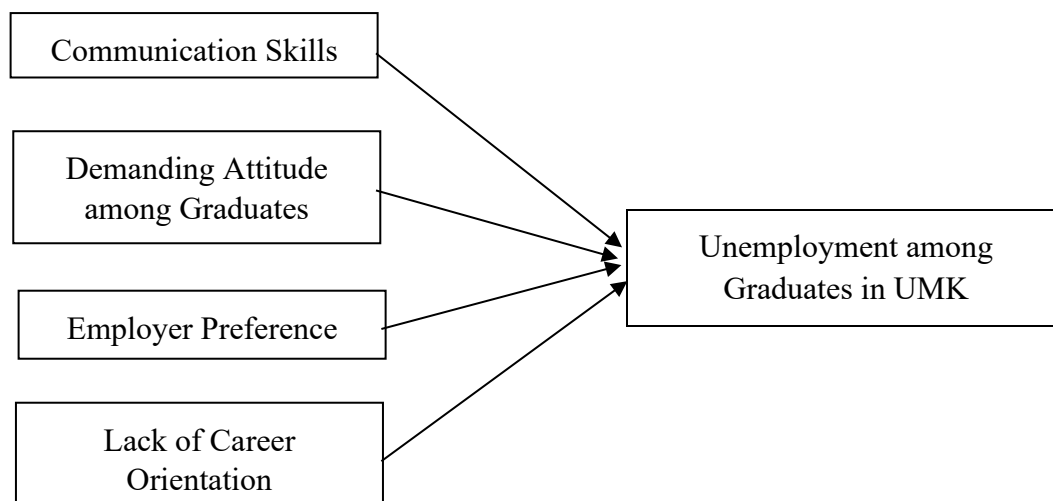 Communication Skills
Demanding Attitude
among Graduates
Employer Preference
Lack of Career
Orientation
Unemployment among
Graduates in UMK